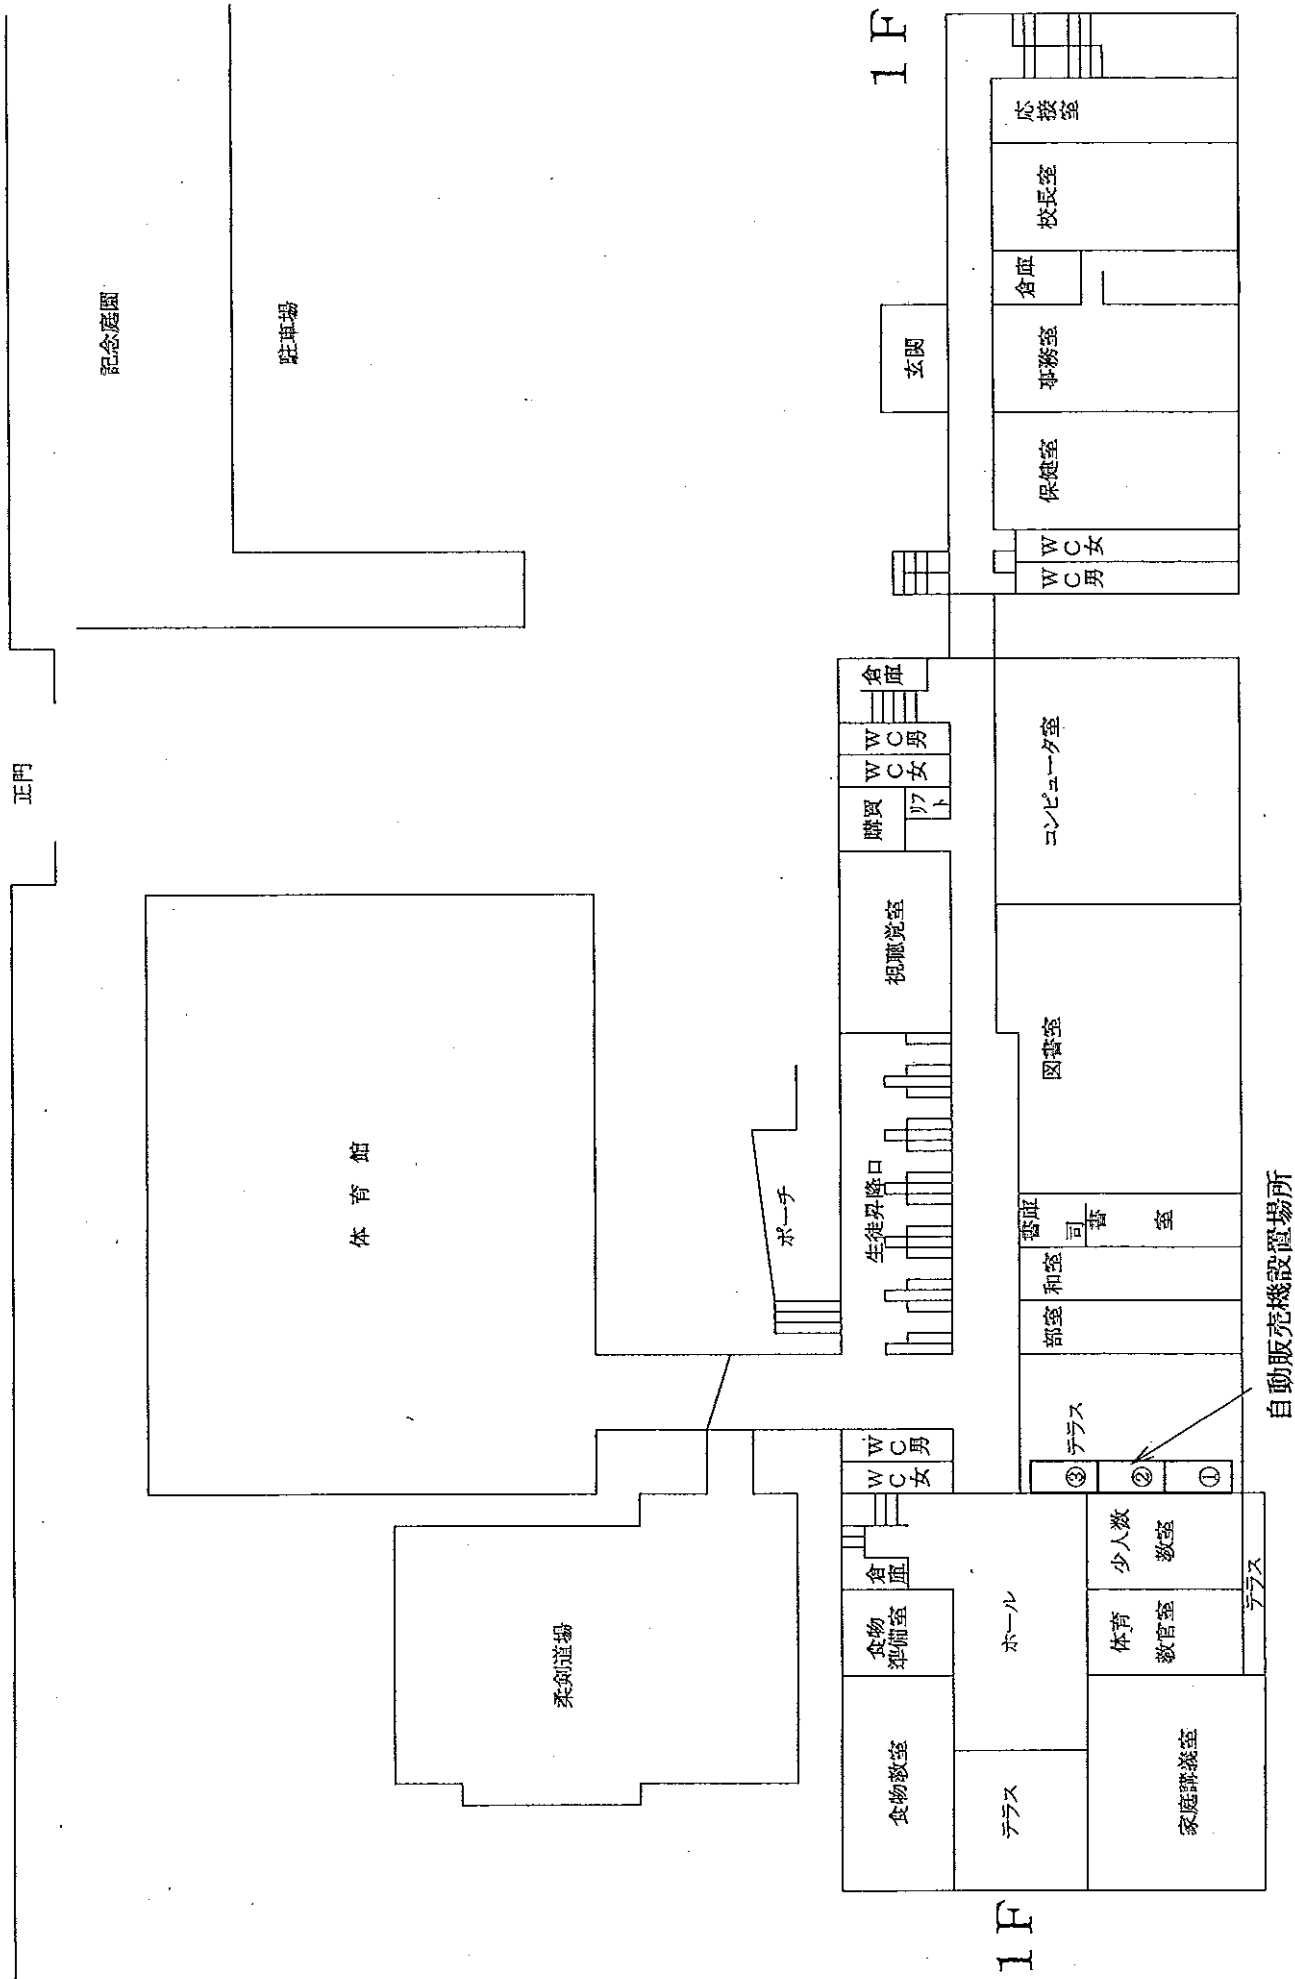 正門
記念庭園
駐車場
体育館
柔剣道場
ポーチ
1F
玄関
応接室
校長室
倉庫
事務室
保健室
WC女
WC男
倉庫
WC男
WC女
購買
リフト
視聴覚室
生徒昇降口
WC男
WC女
倉庫
食物準備室
食物教室
コンピュータ室
図書室
書庫
司書室
和室
部室
テラス
③
②
①
自動販売機設置場所
ホール
少人数教室
体育教官室
テラス
テラス
家庭講義室
1F